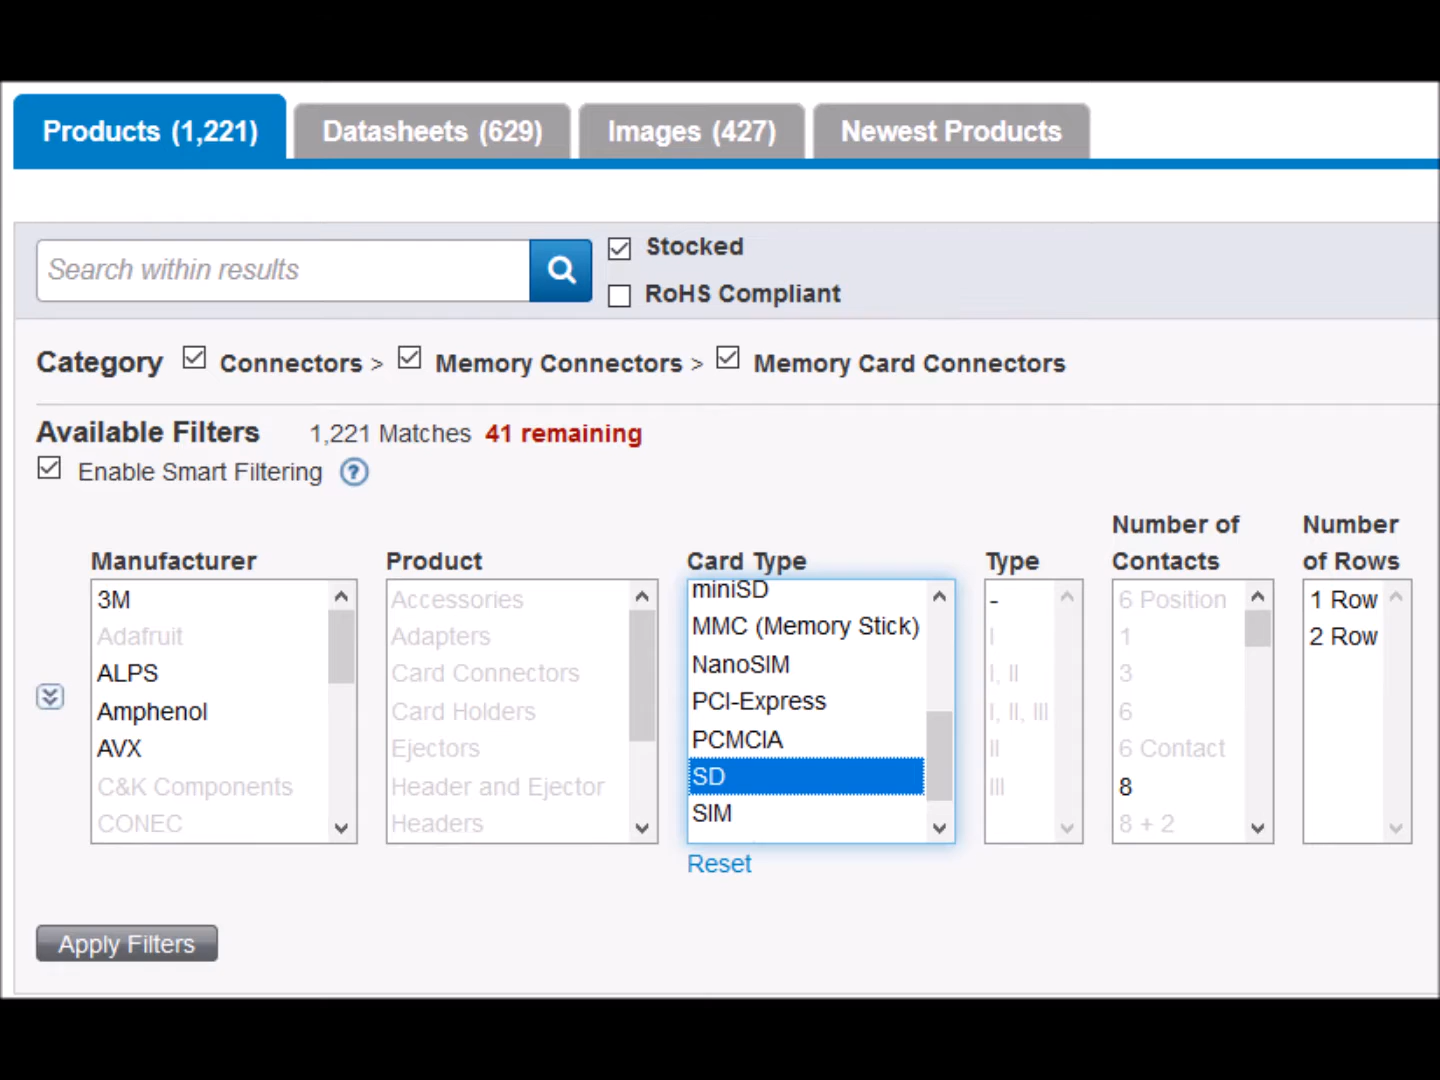 Products (1,221)
Datasheets (629)
Images (427)
Newest Products
Search within results
Stocked
RoHS Compliant
Category Connectors > Memory Connectors > Memory Card Connectors
Available Filters 1,221 Matches 41 remaining
Enable Smart Filtering ?
Manufacturer
3M
Adafruit
ALPS
Amphenol
AVX
C&K Components
CONEC
Product
Accessories
Adapters
Card Connectors
Card Holders
Ejectors
Header and Ejector
Headers
Card Type
miniSD
MMC (Memory Stick)
NanoSIM
PCI-Express
PCMCIA
SD
SIM
Reset
Type
-
I
I, II
I, II, III
II
III
Number of
Contacts
6 Position
1
3
6
6 Contact
8
8 + 2
Number
of Rows
1 Row
2 Row
Apply Filters